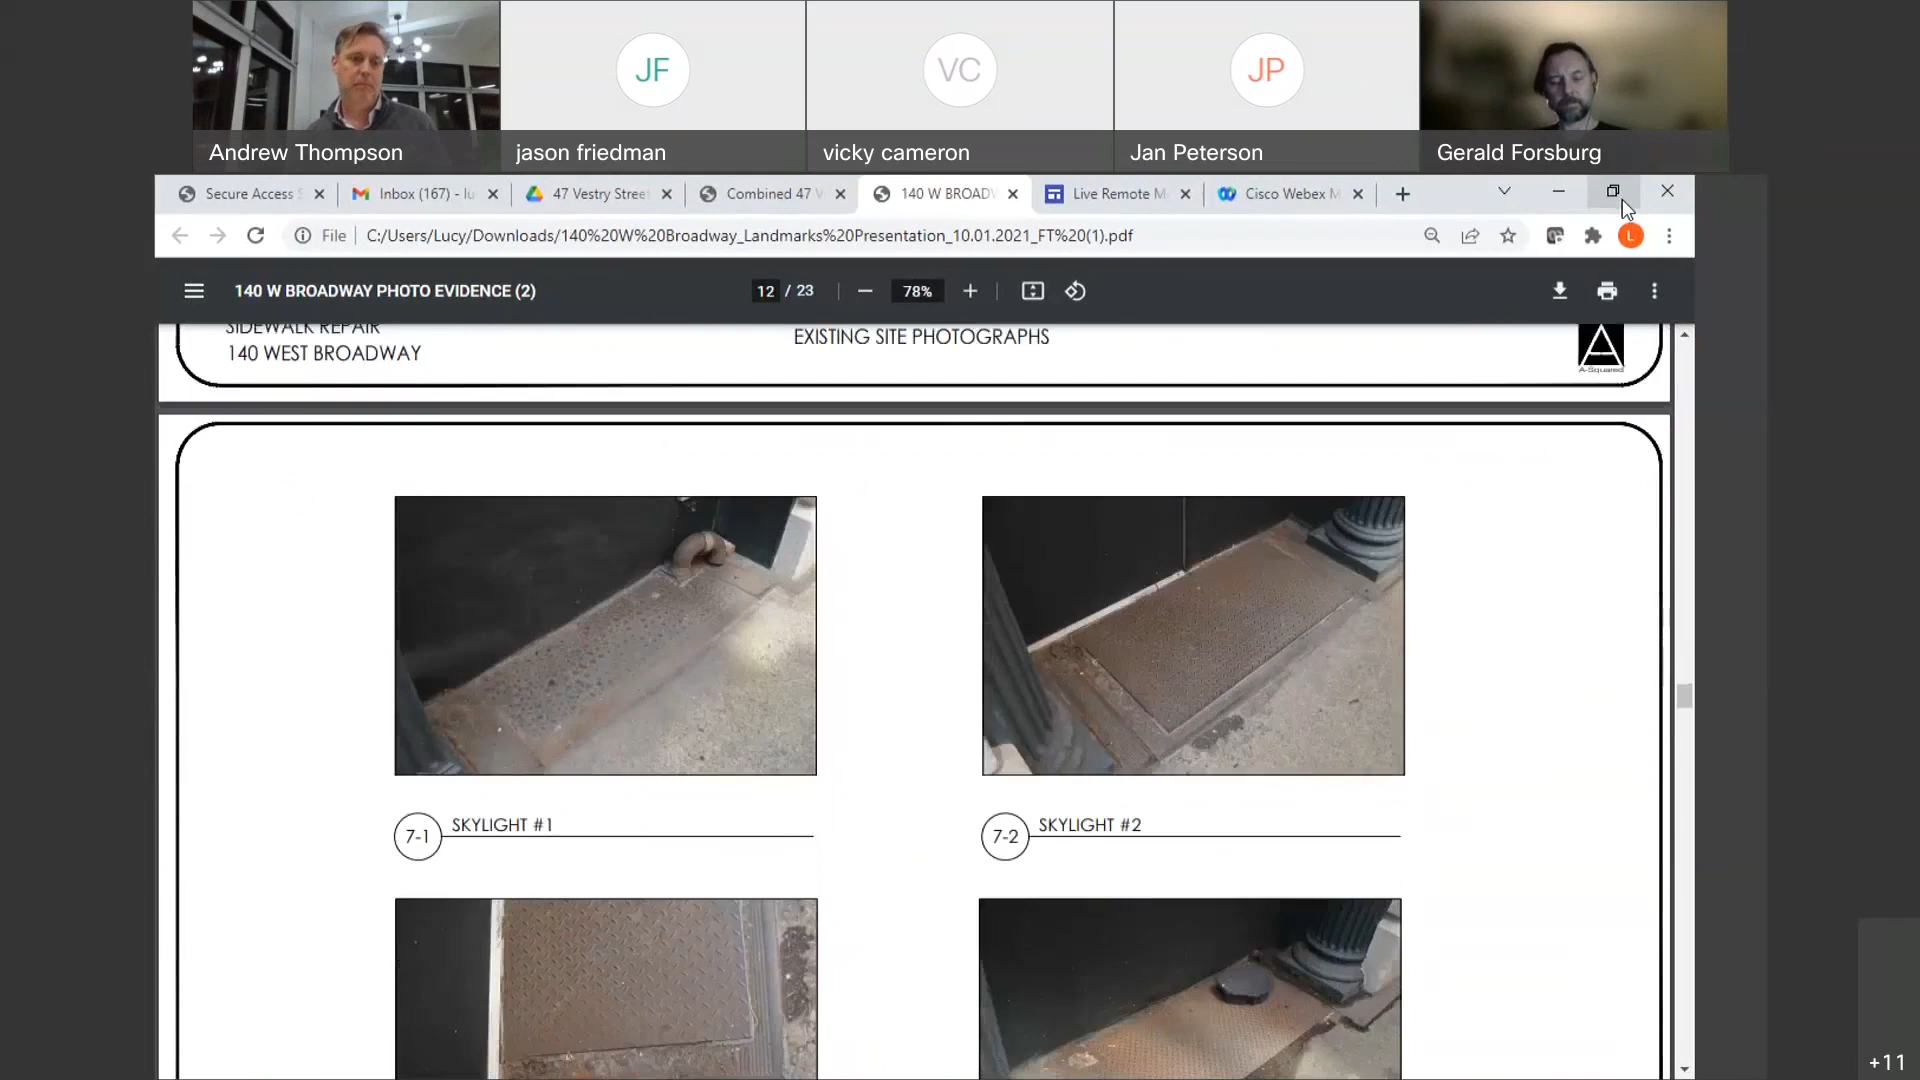 JF
VC
JP
Andrew Thompson
jason friedman
vicky cameron
Jan Peterson
Gerald Forsburg
Secure Access S
Inbox (167) - lu
47 Vestry Street
Combined 47 V
140 W BROADW
Live Remote M
Cisco Webex M
File
C:/Users/Lucy/Downloads/140%20W%20Broadway_Landmarks%20Presentation_10.01.2021_FT%20(1).pdf
L
140 W BROADWAY PHOTO EVIDENCE (2)
12 / 23
78%
SIDEWALK REPAIR
140 WEST BROADWAY
EXISTING SITE PHOTOGRAPHS
A
A-Squared
7-1 SKYLIGHT #1
7-2 SKYLIGHT #2
+11